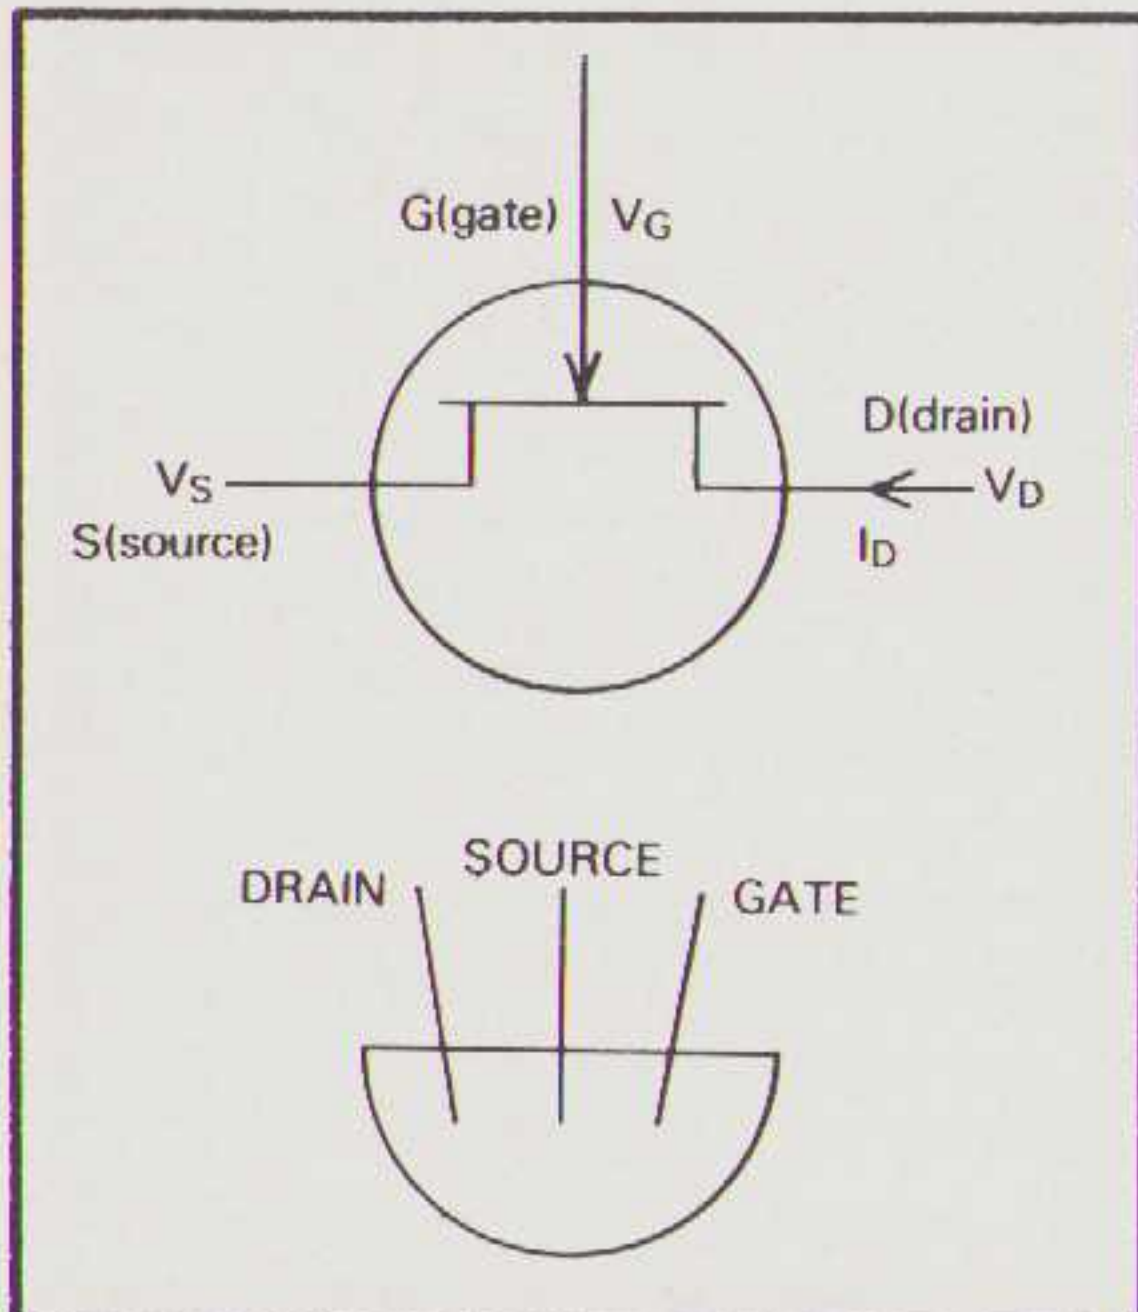 G(gate) VG
D(drain)
VS VD
S(source) ID
SOURCE
DRAIN GATE